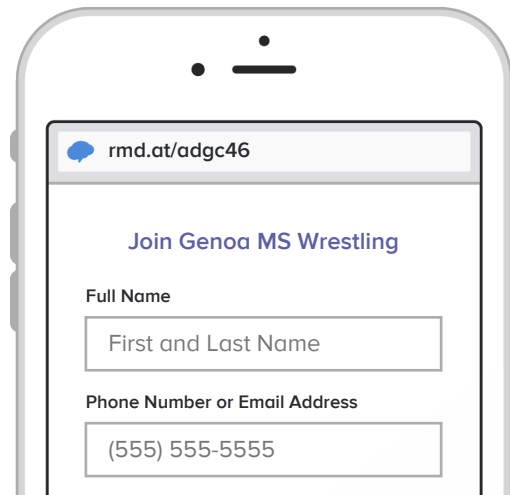 rmd.at/adgc46
Join Genoa MS Wrestling
Full Name
First and Last Name
Phone Number or Email Address
(555) 555-5555